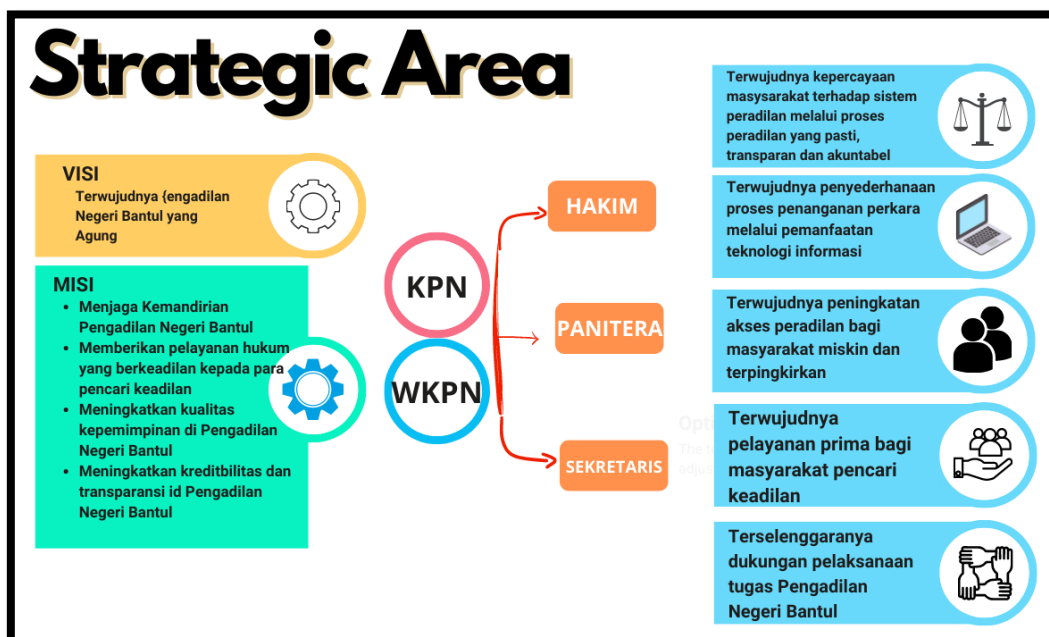 Strategic Area
VISI
Terwujudnya {engadilan
Negeri Bantul yang
Agung
MISI
• Menjaga Kemandirian
Pengadilan Negeri Bantul
• Memberikan pelayanan hukum
yang berkeadilan kepada para
pencari keadilan
• Meningkatkan kualitas
kepemimpinan di Pengadilan
Negeri Bantul
• Meningkatkan kreditbilitas dan
transparansi id Pengadilan
Negeri Bantul
KPN
WKPN
HAKIM
PANITERA
SEKRETARIS
Opti
The
adjus
Terwujudnya kepercayaan
masysarakat terhadap sistem
peradilan melalui proses
peradilan yang pasti,
transparan dan akuntabel
Terwujudnya penyederhanaan
proses penanganan perkara
melalui pemanfaatan
teknologi informasi
Terwujudnya peningkatan
akses peradilan bagi
masyarakat miskin dan
terpingkirkan
Terwujudnya
pelayanan prima bagi
masyarakat pencari
keadilan
Terselenggaranya
dukungan pelaksanaan
tugas Pengadilan
Negeri Bantul